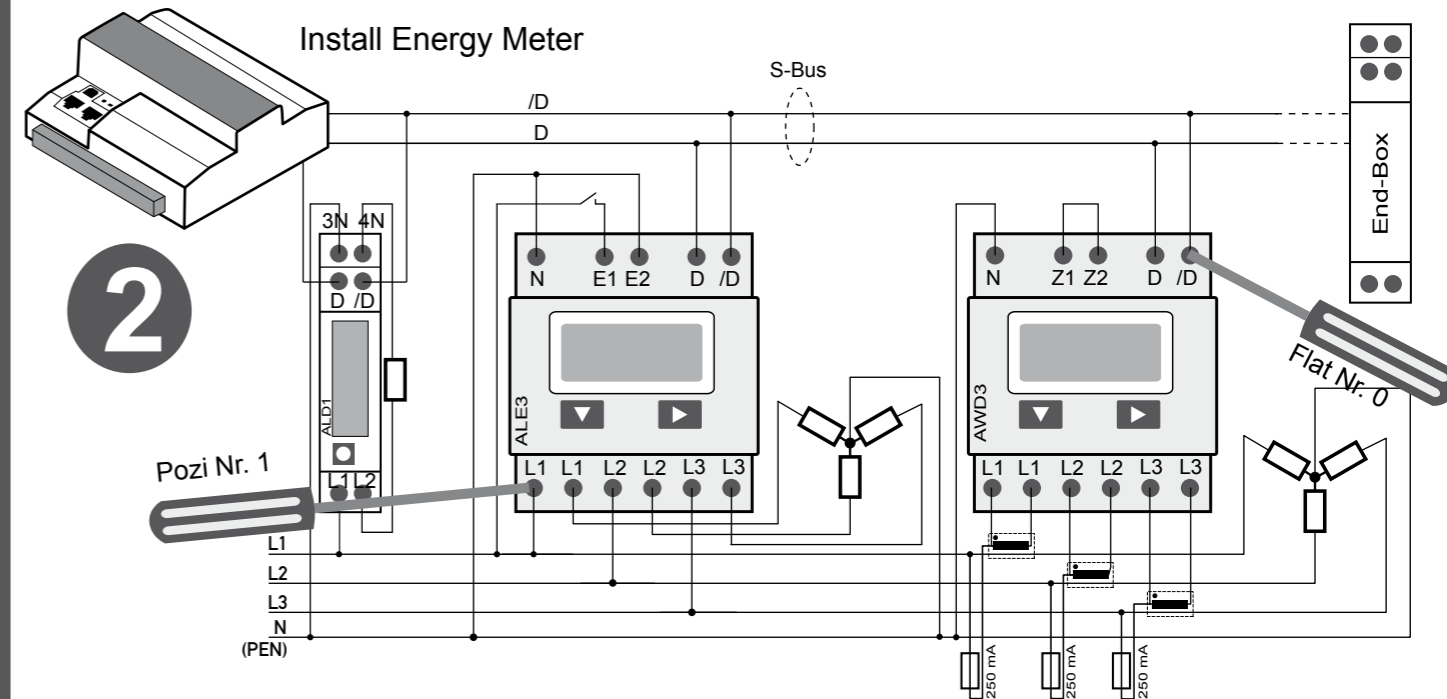 Install Energy Meter
S-Bus
/D
D
End-Box
2
3N 4N
D /D
ALD1
L1 L2
N E1 E2 D /D
ALE3
L1 L1 L2 L2 L3 L3
N Z1 Z2 D /D
AWD3
L1 L1 L2 L2 L3 L3
Pozi Nr. 1
Flat Nr. 0
L1
L2
L3
N
(PEN)
250 mA
250 mA
250 mA